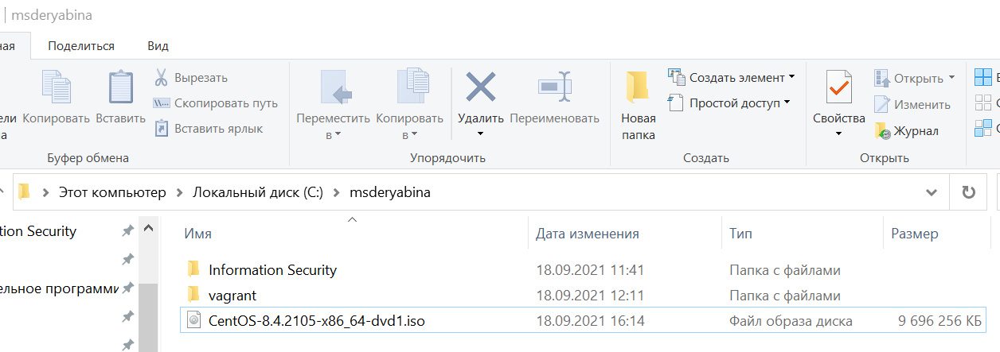 msderyabina
ная Поделиться Вид
Копировать
Вставить
Вырезать
Скопировать путь
Вставить ярлык
Буфер обмена
Переместить
в
Копировать
в
Удалить
Переименовать
Упорядочить
Новая
папка
Создать элемент
Простой доступ
Создать
Свойства
Открыть
Изменить
Журнал
Открыть
Этот компьютер > Локальный диск (C:) > msderyabina
tion Security
ельное программи
Имя Дата изменения Тип Размер
Information Security 18.09.2021 11:41 Папка с файлами
vagrant 18.09.2021 12:11 Папка с файлами
CentOS-8.4.2105-x86_64-dvd1.iso 18.09.2021 16:14 Файл образа диска 9 696 256 КБ